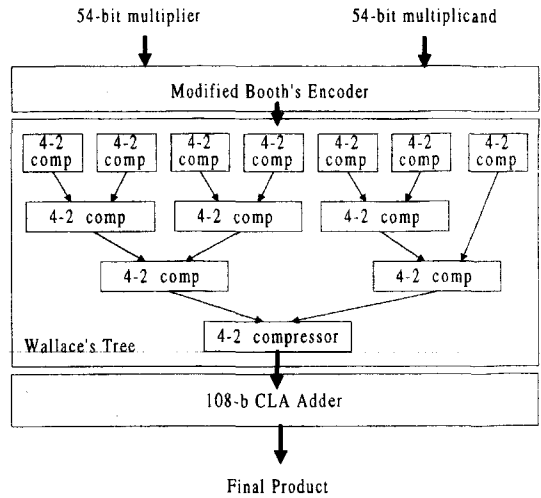 54-bit multiplier
54-bit multiplicand
Modified Booth's Encoder
4-2 comp
4-2 comp
4-2 comp
4-2 comp
4-2 comp
4-2 comp
4-2 comp
4-2 comp
4-2 comp
4-2 comp
4-2 comp
4-2 comp
4-2 compressor
Wallace's Tree
108-b CLA Adder
Final Product